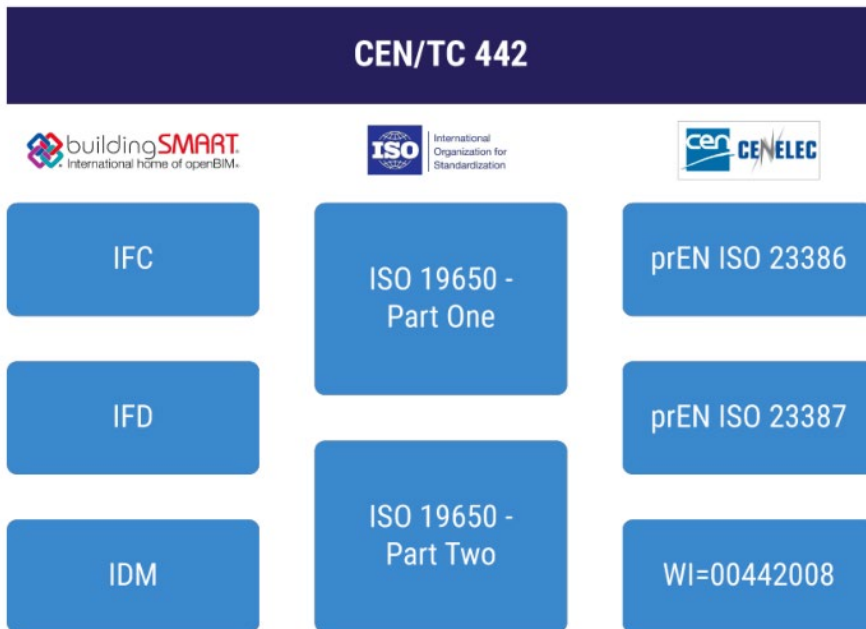 CEN/TC 442
buildingSMART®
International home of openBIM®
ISO
International
Organization for
Standardization
cen
CENELEC
IFC
IFD
IDM
ISO 19650 -
Part One
ISO 19650 -
Part Two
prEN ISO 23386
prEN ISO 23387
WI=00442008